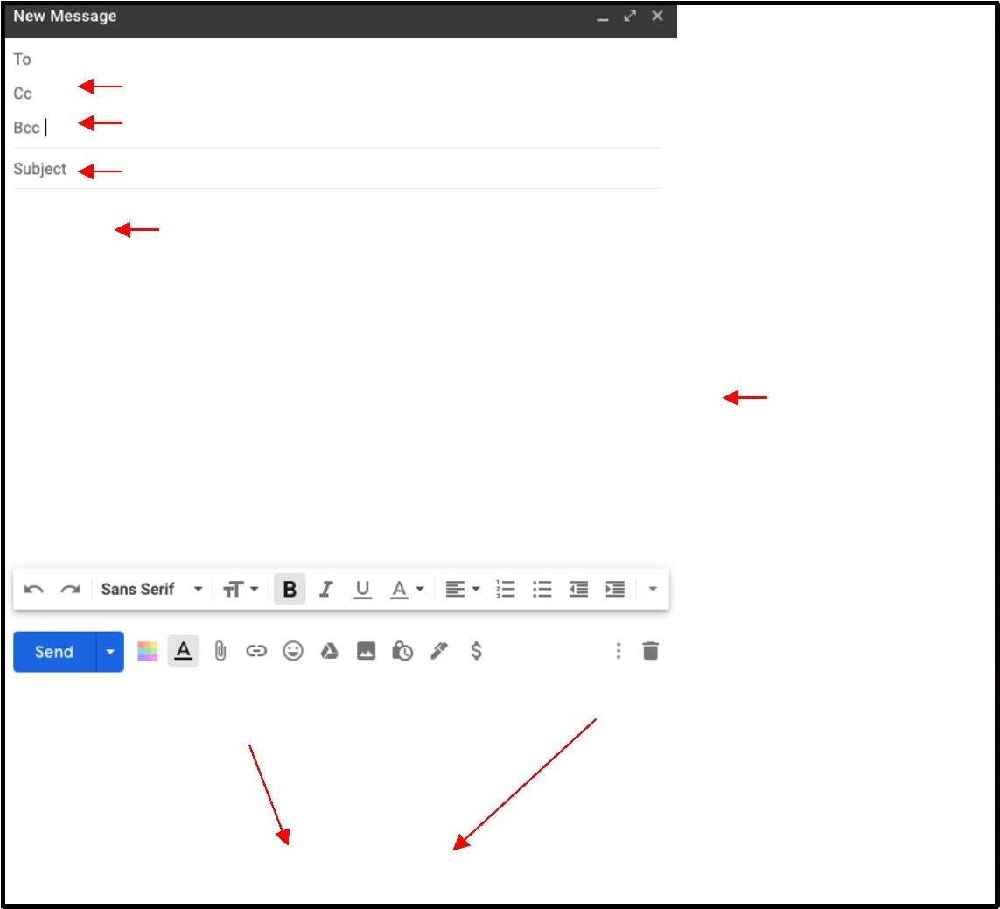 New Message
To
Cc
Bcc
Subject
Sans Serif
Send